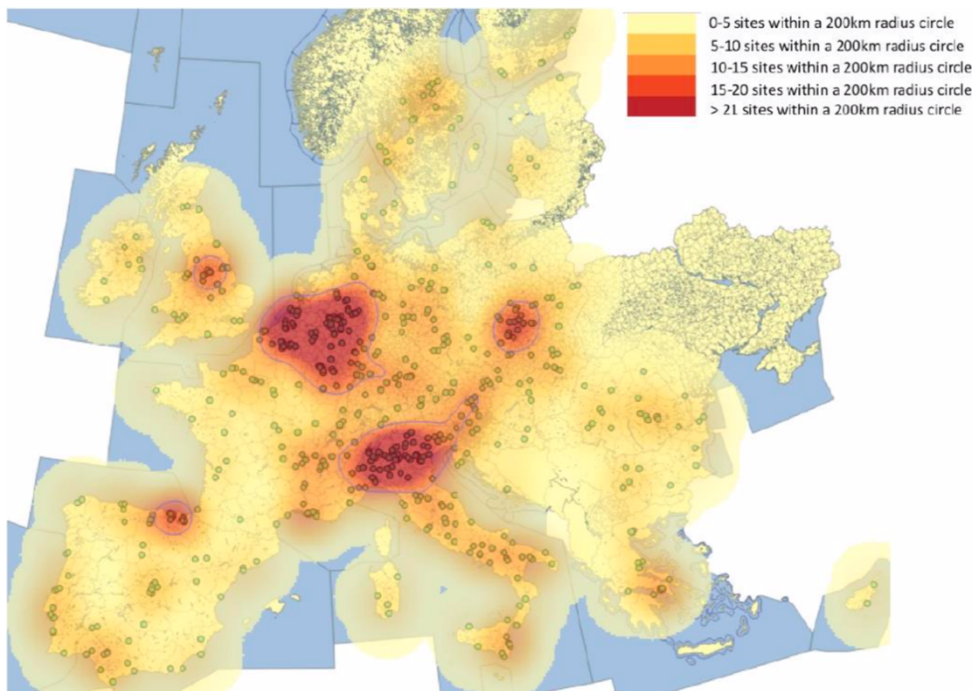 0-5 sites within a 200km radius circle
5-10 sites within a 200km radius circle
10-15 sites within a 200km radius circle
15-20 sites within a 200km radius circle
> 21 sites within a 200km radius circle